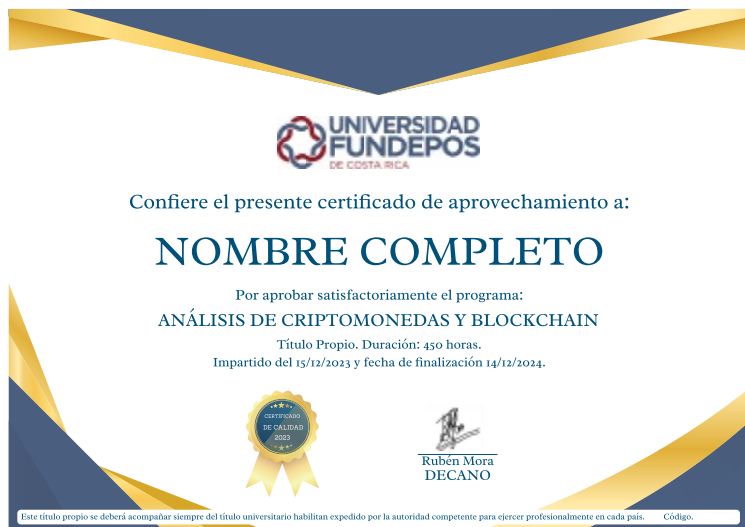 UNIVERSIDAD
FUNDEPOS
DE COSTA RICA
Confiere el presente certificado de aprovechamiento a:
NOMBRE COMPLETO
Por aprobar satisfactoriamente el programa:
ANÁLISIS DE CRIPTOMONEDAS Y BLOCKCHAIN
Título Propio. Duración: 450 horas.
Impartido del 15/12/2023 y fecha de finalización 14/12/2024.
CERTIFICADO
DE CALIDAD
2023
Rubén Mora
DECANO
Este título propio se deberá acompañar siempre del título universitario habilitan expedido por la autoridad competente para ejercer profesionalmente en cada país. Código.